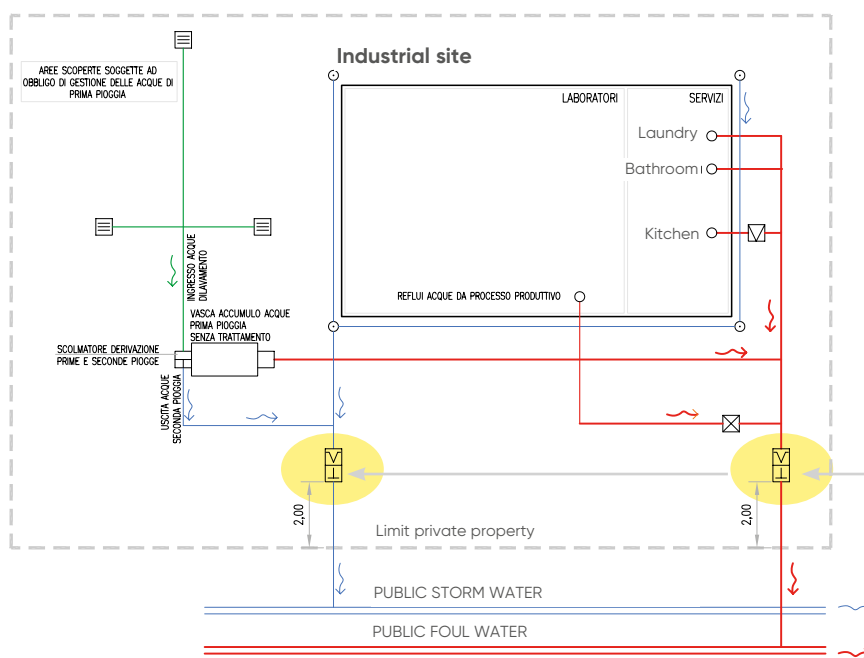 Industrial site
AREE SCOPERTE SOGGETTE AD
OBBLIGO DI GESTIONE DELLE ACQUE DI
PRIMA PIOGGIA
LABORATORI
SERVIZI
Laundry
Bathroom
Kitchen
INGRESSO ACQUE
DILAVAMENTO
REFLUI ACQUE DA PROCESSO PRODUTTIVO
VASCA ACCUMULO ACQUE
PRIMA PIOGGIA
SENZA TRATTAMENTO
SCOLMATORE DERIVAZIONE
PRIME E SECONDE PIOGGE
USCITA ACQUE
SECONDA PIOGGIA
2,00
2,00
Limit private property
PUBLIC STORM WATER
PUBLIC FOUL WATER